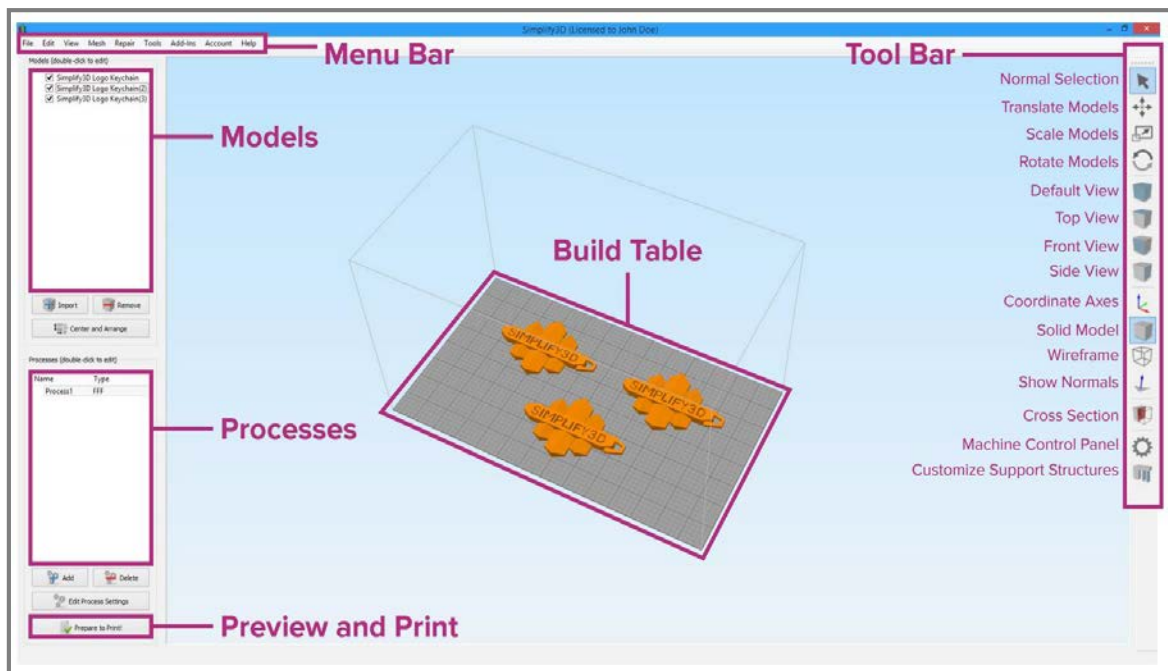 Simplify3D (Licensed to John Doe)
File Edit View Mesh Repair Tools Add-Ins Account Help
Menu Bar
Tool Bar
Models (double-click to edit)
Simplify3D Logo Keychain
Simplify3D Logo Keychain(2)
Simplify3D Logo Keychain(3)
Models
Import Remove
Center and Arrange
Processes (double-click to edit)
Name Type
Process1 FFF
Processes
Add Delete
Edit Process Settings
Prepare to Print!
Preview and Print
Build Table
SIMPLIFY3D
SIMPLIFY3D
SIMPLIFY3D
Normal Selection
Translate Models
Scale Models
Rotate Models
Default View
Top View
Front View
Side View
Coordinate Axes
Solid Model
Wireframe
Show Normals
Cross Section
Machine Control Panel
Customize Support Structures